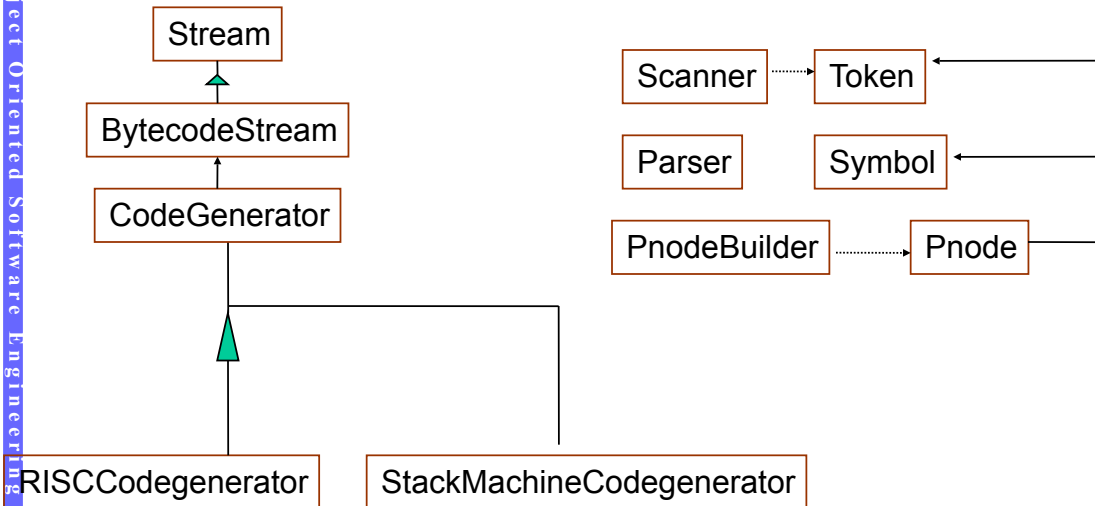 ect Oriented Software Engineering
Stream
Scanner
Token
BytecodeStream
Parser
Symbol
CodeGenerator
PnodeBuilder
Pnode
RISCCodegenerator
StackMachineCodegenerator